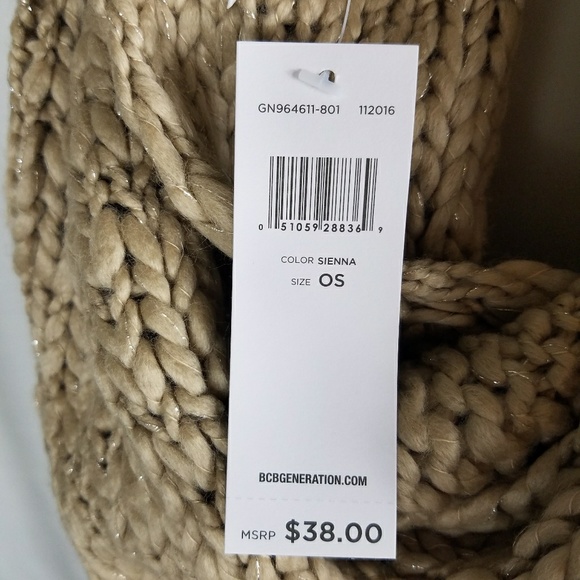 GN964611-801 112016
0 51059 28836 9
COLOR SIENNA
SIZE OS
BCBGENERATION.COM
MSRP $38.00